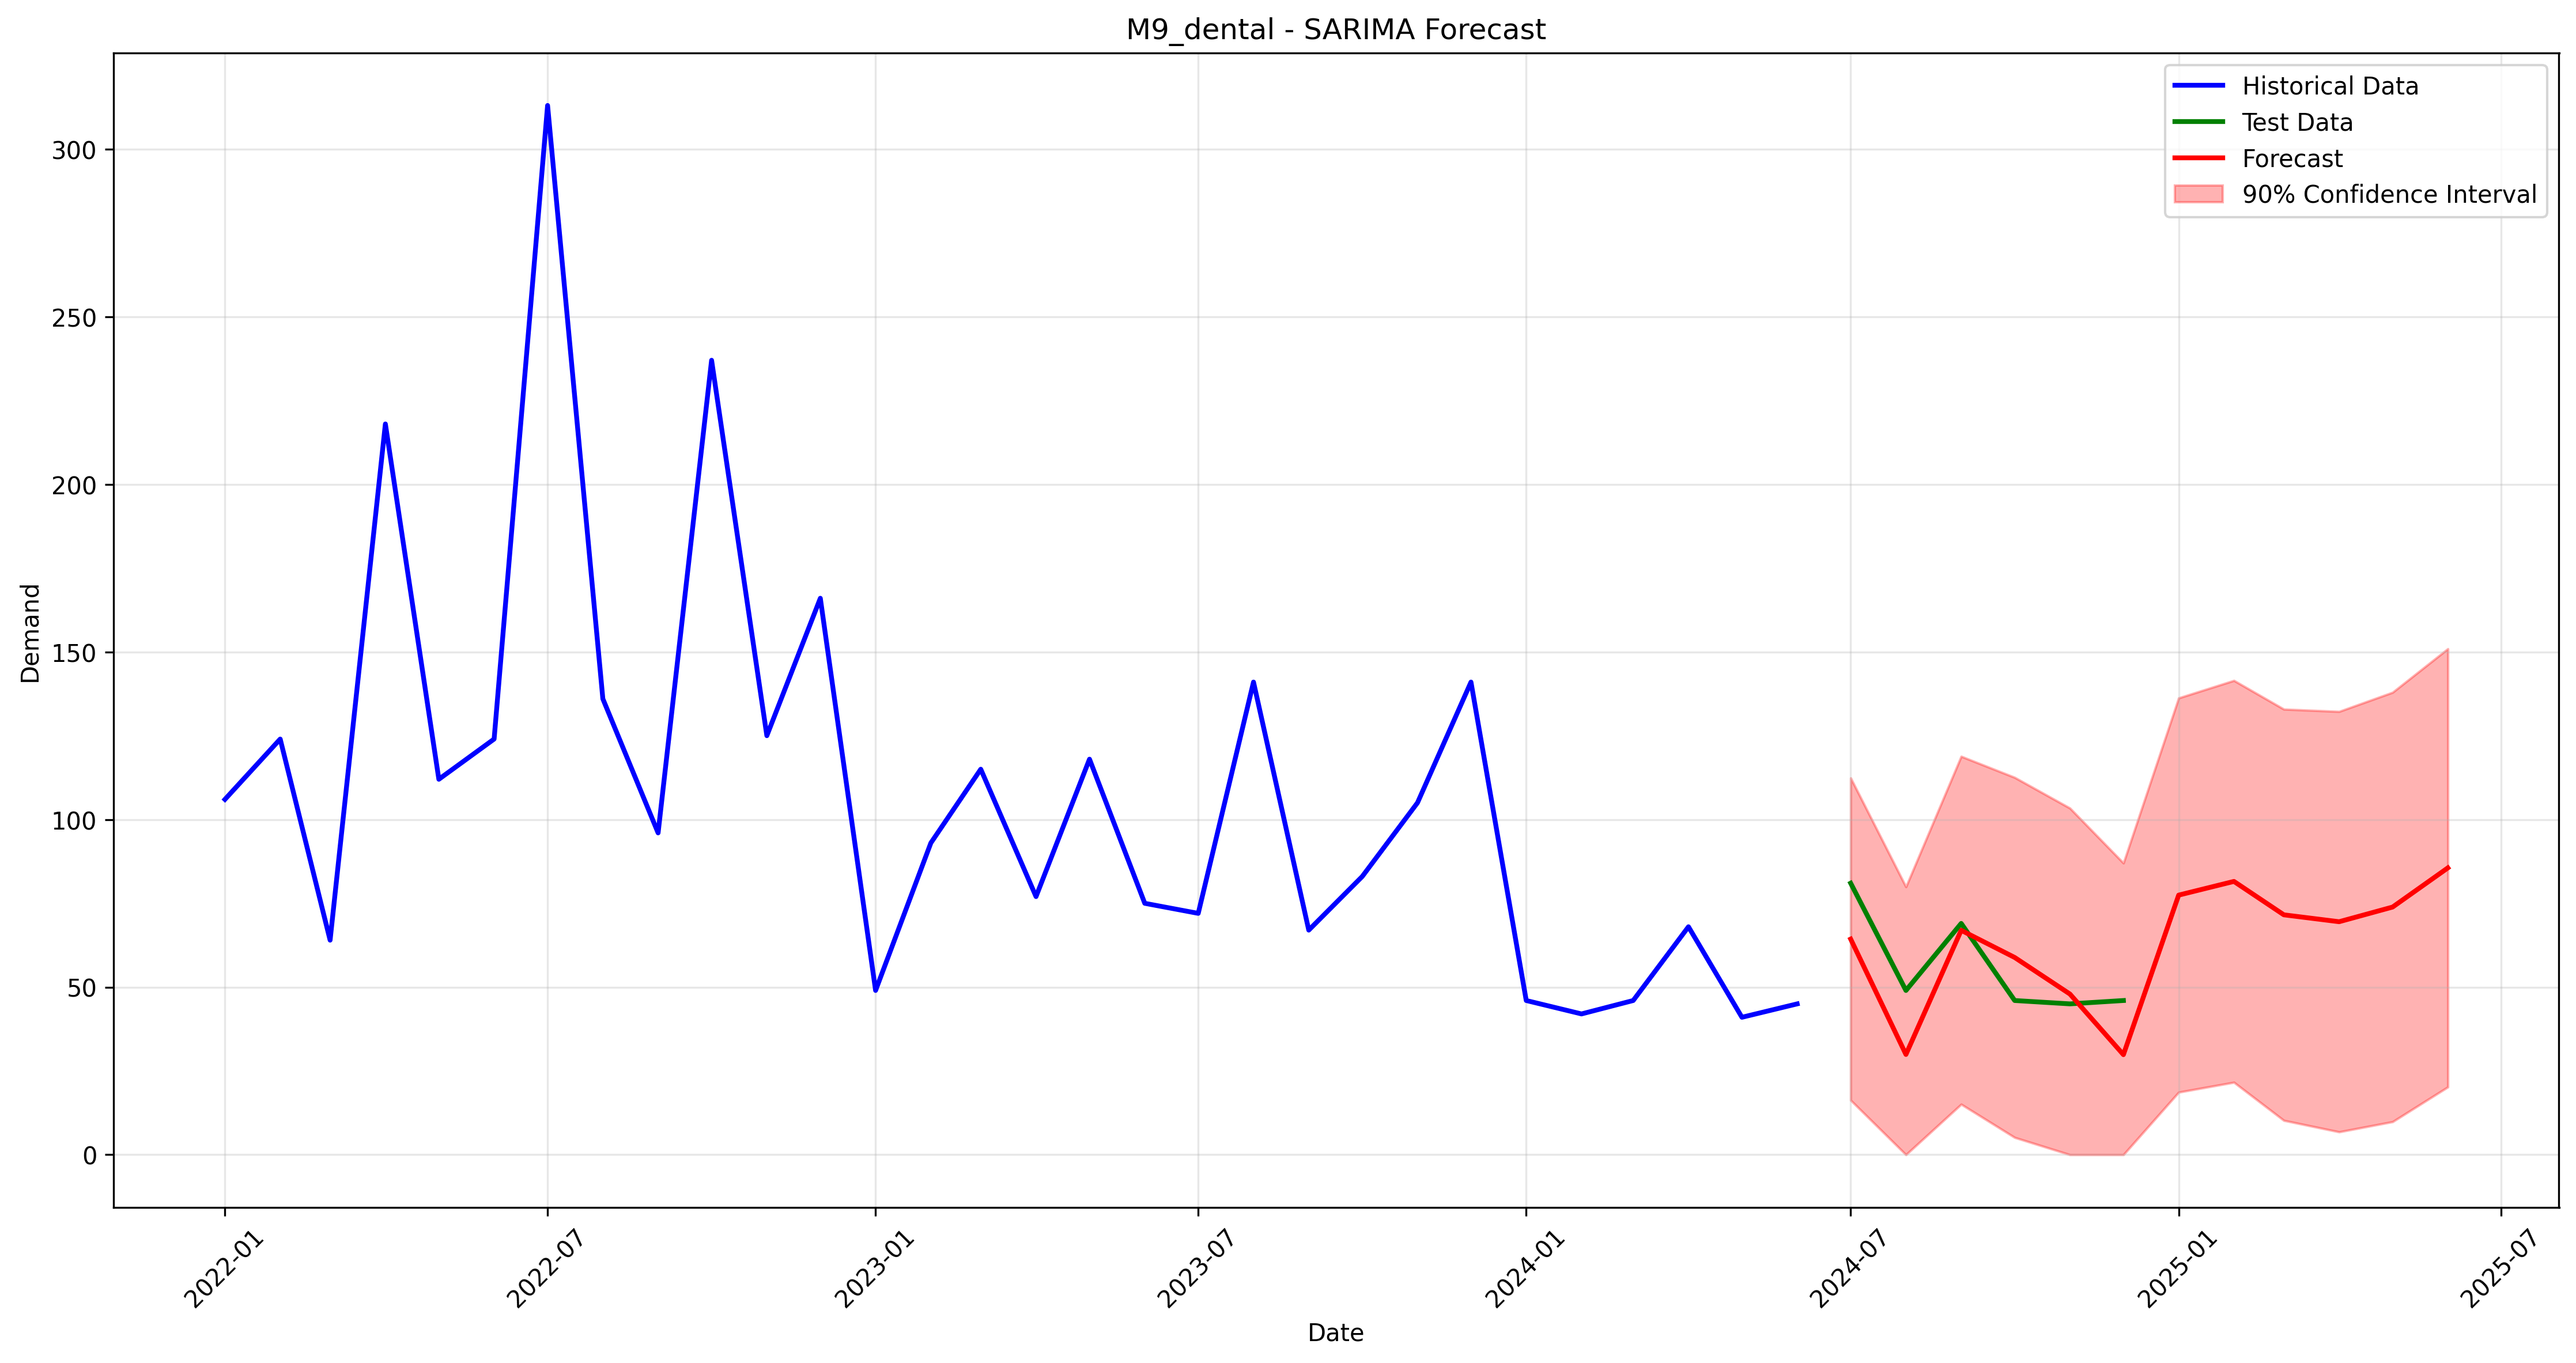 M9_dental - SARIMA Forecast
Historical Data
Test Data
Forecast
90% Confidence Interval
Demand
300
250
200
150
100
50
0
2022-01
2022-07
2023-01
2023-07
2024-01
2024-07
2025-01
2025-07
Date